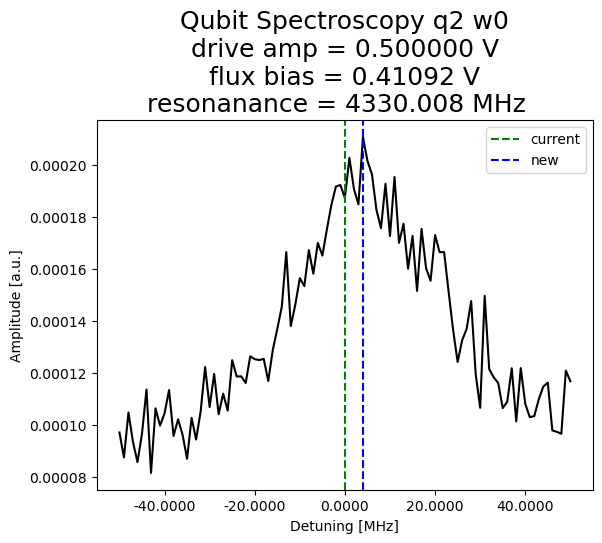 Qubit Spectroscopy q2 w0
drive amp = 0.500000 V
flux bias = 0.41092 V
resonanance = 4330.008 MHz
current
new
0.00020
0.00018
0.00016
0.00014
0.00012
0.00010
0.00008
Amplitude [a.u.]
-40.0000
-20.0000
0.0000
20.0000
40.0000
Detuning [MHz]